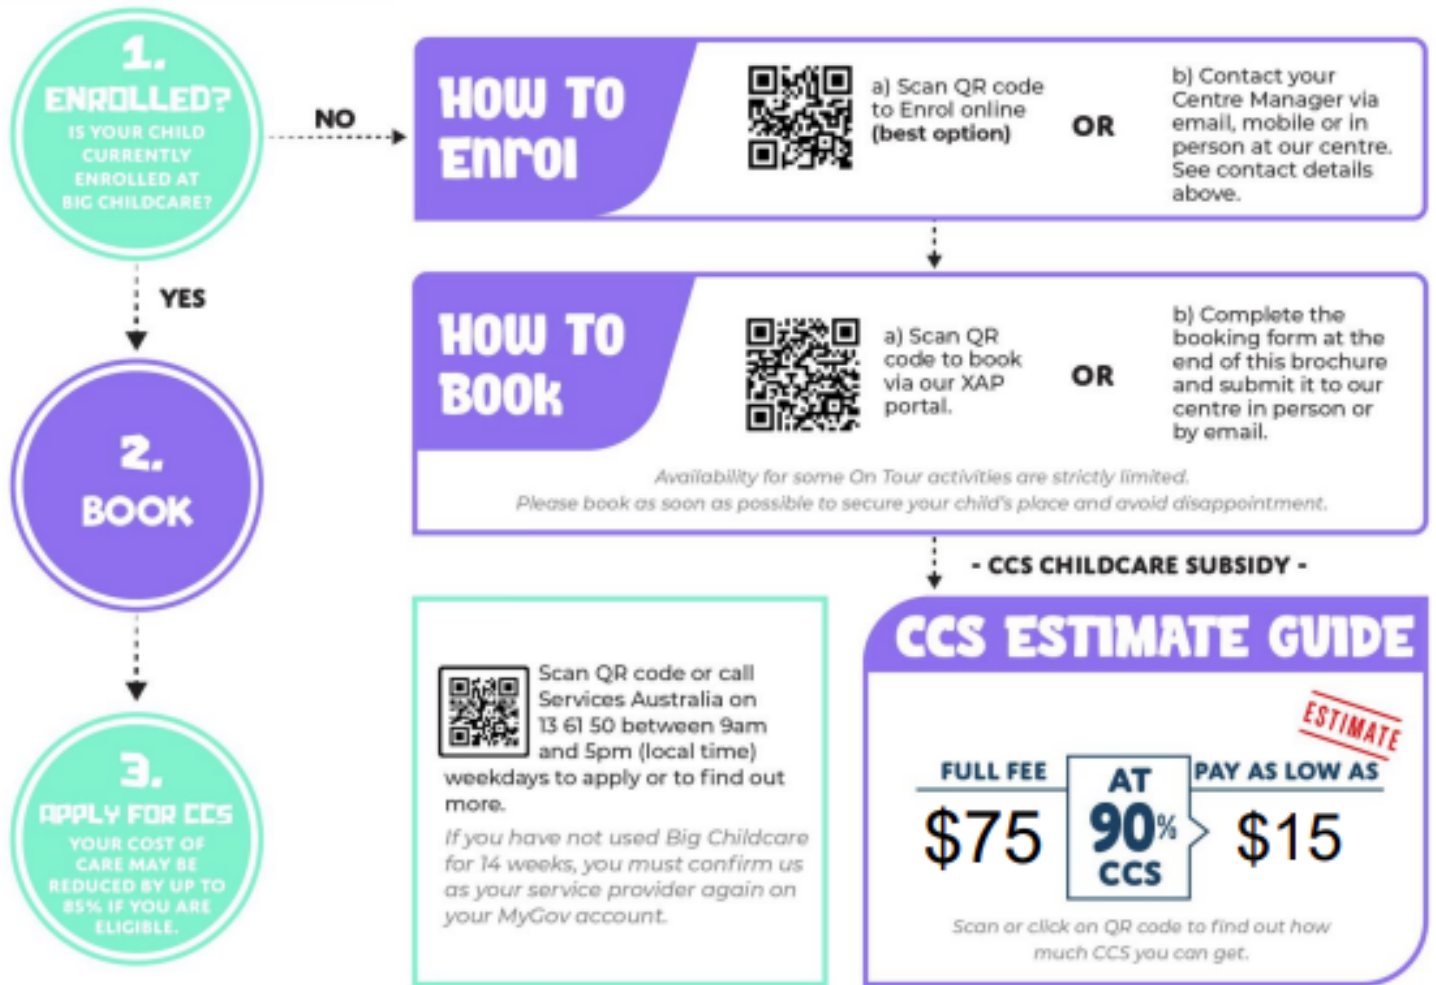 1.
ENROLLED?
IS YOUR CHILD
CURRENTLY
ENROLLED AT
BIG CHILDCARE?
NO
YES
HOW TO
Enrol
a) Scan QR code
to Enrol online
(best option)
OR
b) Contact your
Centre Manager via
email, mobile or in
person at our centre.
See contact details
above.
2.
BOOK
HOW TO
BOOK
a) Scan QR
code to book
via our XAP
portal.
OR
b) Complete the
booking form at the
end of this brochure
and submit it to our
centre in person or
by email.
Availability for some On Tour activities are strictly limited.
Please book as soon as possible to secure your child's place and avoid disappointment.
- CCS CHILDCARE SUBSIDY -
3.
APPLY FOR CCS
YOUR COST OF
CARE MAY BE
REDUCED BY UP TO
85% IF YOU ARE
ELIGIBLE.
Scan QR code or call
Services Australia on
13 61 50 between 9am
and 5pm (local time)
weekdays to apply or to find out
more.
If you have not used Big Childcare
for 14 weeks, you must confirm us
as your service provider again on
your MyGov account.
CCS ESTIMATE GUIDE
ESTIMATE
FULL FEE
$75
AT
90%
CCS
PAY AS LOW AS
$15
Scan or click on QR code to find out how
much CCS you can get.